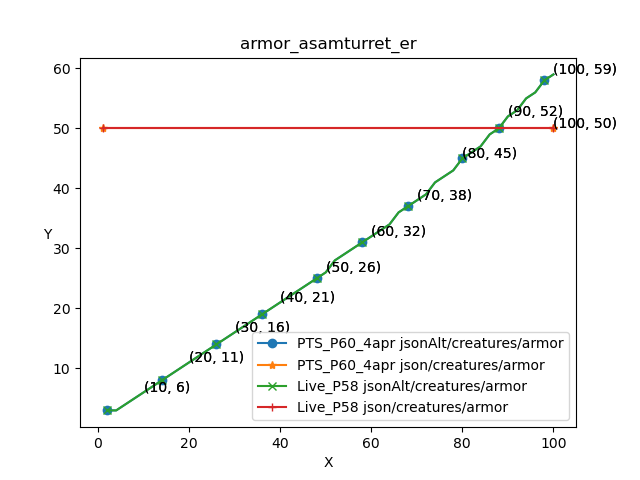 armor_asamturret_er
60
50
40
30
20
10
Y
(100, 59)
(90, 52)
(100, 50)
(80, 45)
(70, 38)
(60, 32)
(50, 26)
(40, 21)
(30, 16)
(20, 11)
(10, 6)
PTS_P60_4apr jsonAlt/creatures/armor
PTS_P60_4apr json/creatures/armor
Live_P58 jsonAlt/creatures/armor
Live_P58 json/creatures/armor
0 20 40 60 80 100
X